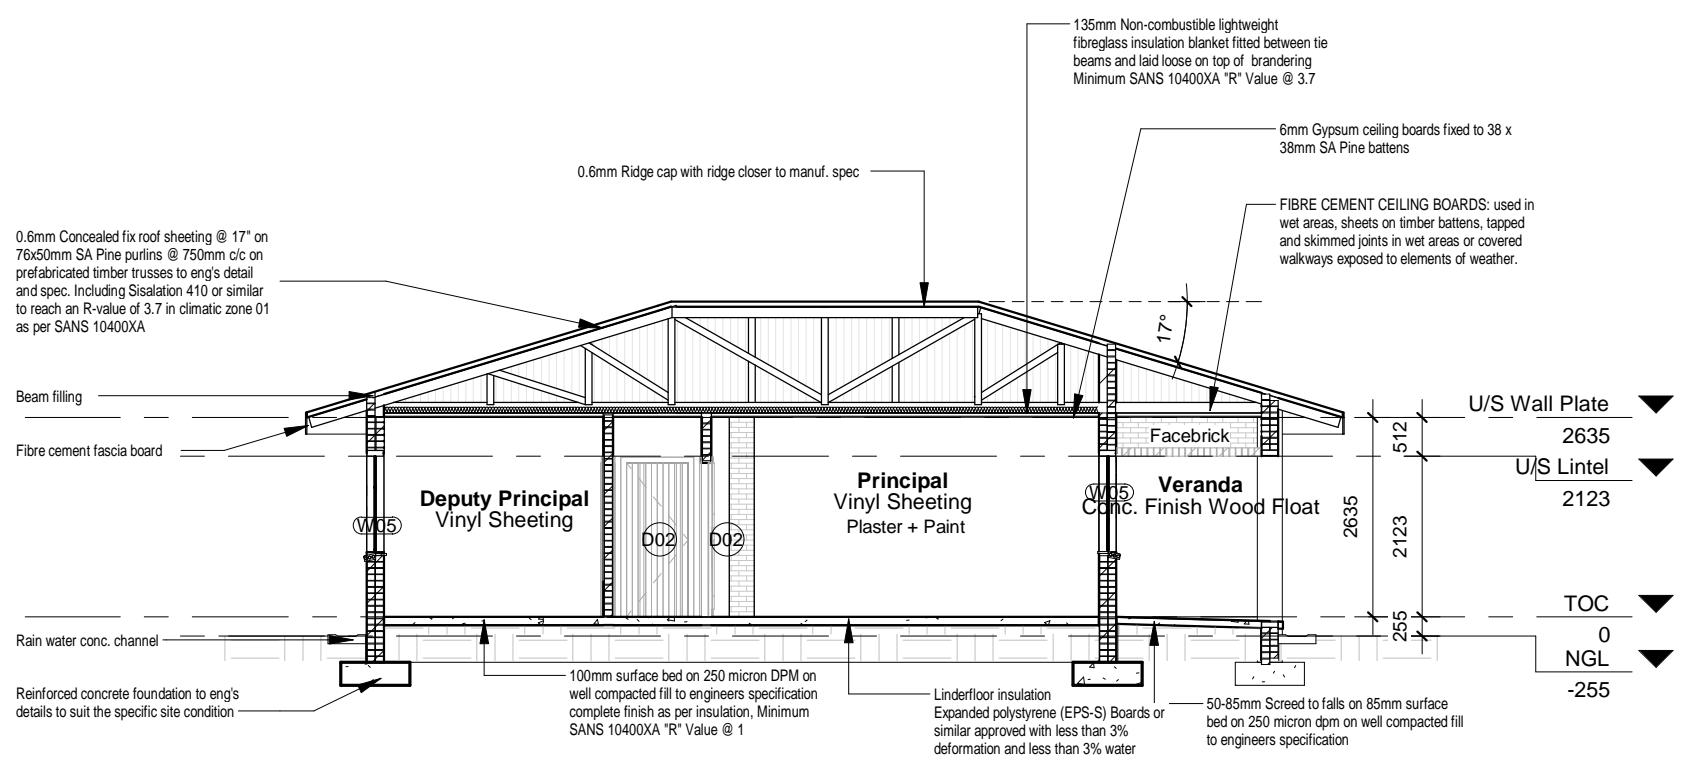 135mm Non-combustible lightweight
fibreglass insulation blanket fitted between tie
beams and laid loose on top of brandering
Minimum SANS 10400XA "R" Value @ 3.7
6mm Gypsum ceiling boards fixed to 38 x
38mm SA Pine battens
0.6mm Ridge cap with ridge closer to manuf. spec
FIBRE CEMENT CEILING BOARDS: used in
wet areas, sheets on timber battens, tapped
and skimmed joints in wet areas or covered
walkways exposed to elements of weather.
0.6mm Concealed fix roof sheeting @ 17" on
76x50mm SA Pine purlins @ 750mm c/c on
prefabricated timber trusses to eng's detail
and spec. Including Sisalation 410 or similar
to reach an R-value of 3.7 in climatic zone 01
as per SANS 10400XA
17°
Beam filling
Fibre cement fascia board
U/S Wall Plate
2635
512
Facebrick
U/S Lintel
2123
Deputy Principal
Vinyl Sheeting
Principal
Vinyl Sheeting
Plaster + Paint
Veranda
Conc. Finish Wood Float
W05
W05
D02
D02
2635
2123
TOC
0
255
NGL
-255
Rain water conc. channel
Reinforced concrete foundation to eng's
details to suit the specific site condition
100mm surface bed on 250 micron DPM on
well compacted fill to engineers specification
complete finish as per insulation, Minimum
SANS 10400XA "R" Value @ 1
Linderfloor insulation
Expanded polystyrene (EPS-S) Boards or
similar approved with less than 3%
deformation and less than 3% water
50-85mm Screed to falls on 85mm surface
bed on 250 micron dpm on well compacted fill
to engineers specification